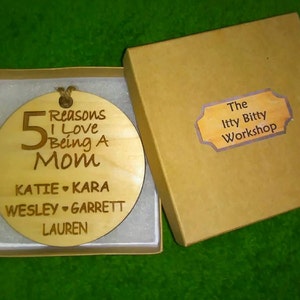 5 Reasons
I Love
Being A
Mom
KATIE ♥ KARA
WESLEY ♥ GARRETT
LAUREN
The
Itty Bitty
Workshop